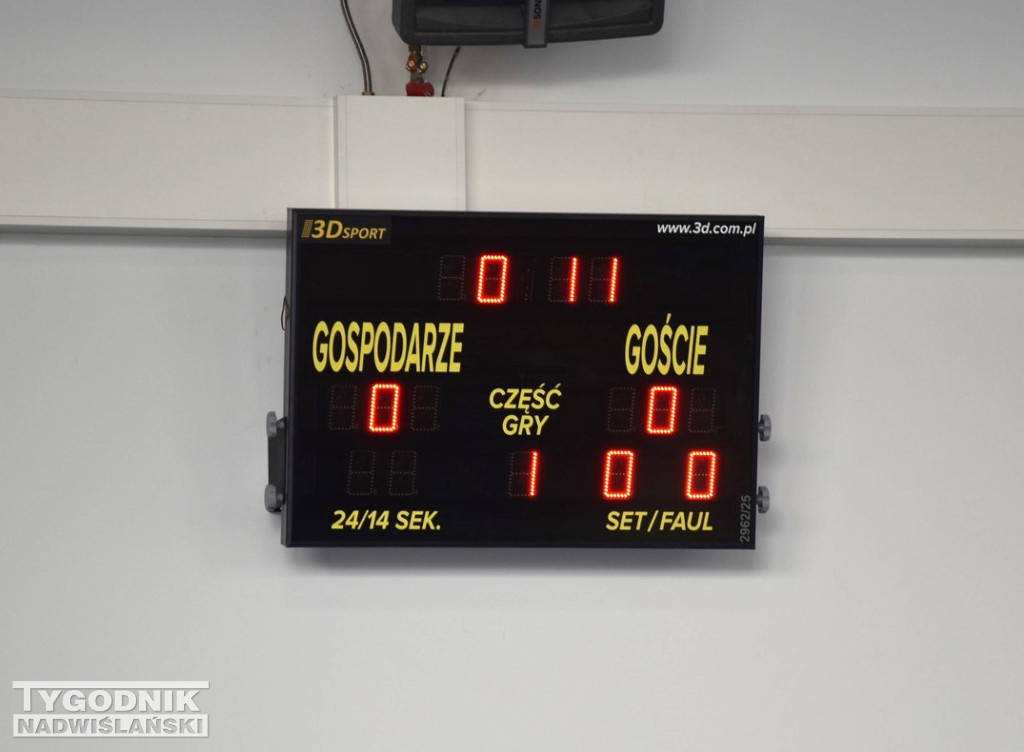 SON
3D SPORT
www.3d.com.pl
0 11
GOSPODARZE
GOŚCIE
0
CZĘŚĆ
GRY
0
1
0 0
24/14 SEK.
SET/FAUL
2962/25
TYGODNIK
NADWIŚLAŃSKI